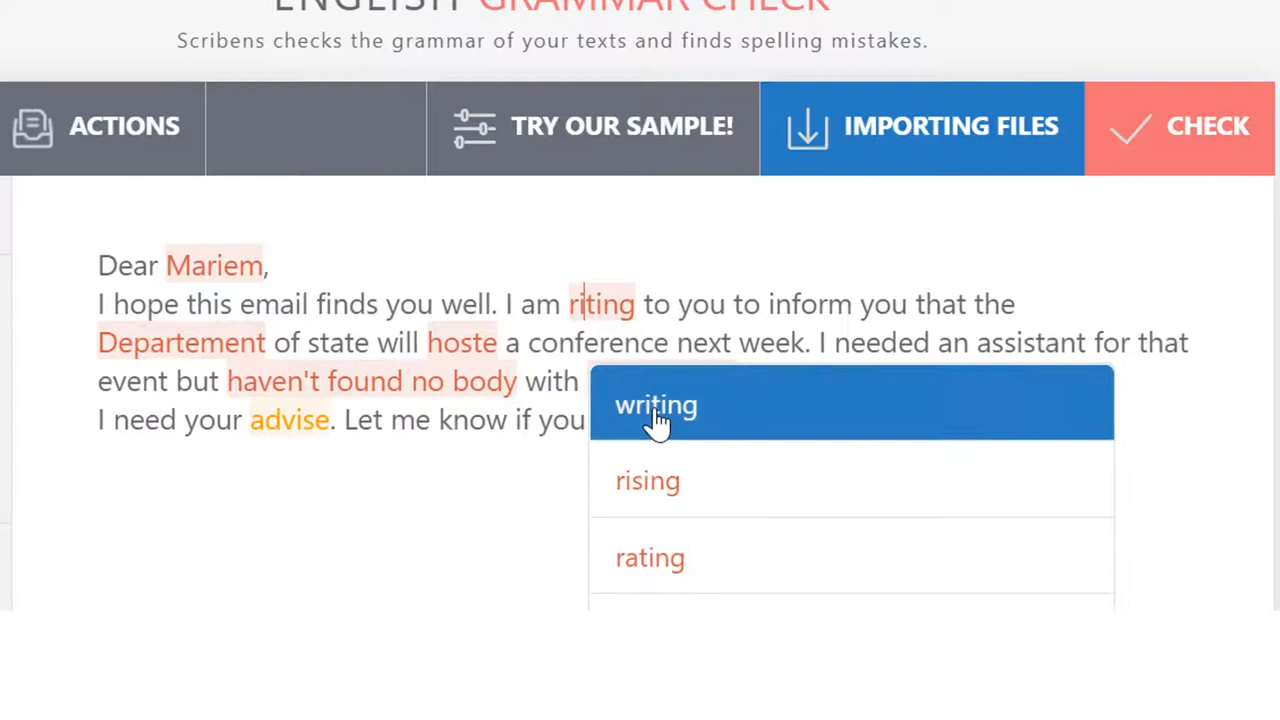 ENGLISH GRAMMAR CHECK
Scribens checks the grammar of your texts and finds spelling mistakes.
ACTIONS TRY OUR SAMPLE! IMPORTING FILES CHECK
Dear Mariem,
I hope this email finds you well. I am riting to you to inform you that the
Departement of state will hoste a conference next week. I needed an assistant for that
event but haven't found no body with
I need your advise. Let me know if you
writing
rising
rating